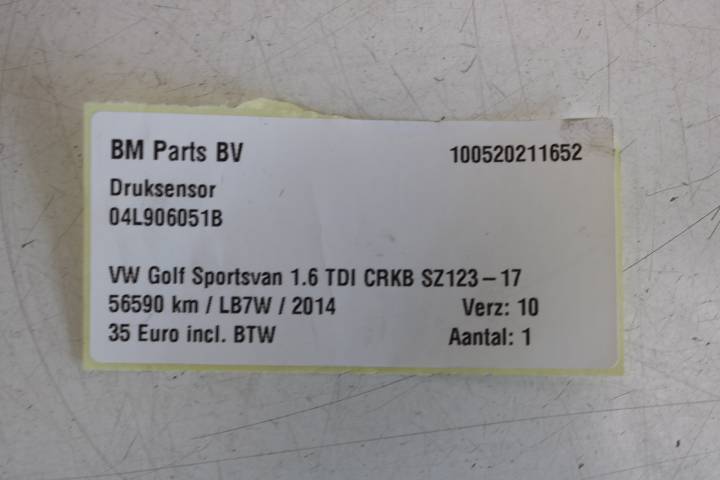 BM Parts BV 100520211652
Druksensor
04L906051B
VW Golf Sportsvan 1.6 TDI CRKB SZ123-17
56590 km / LB7W / 2014 Verz: 10
35 Euro incl. BTW Aantal: 1